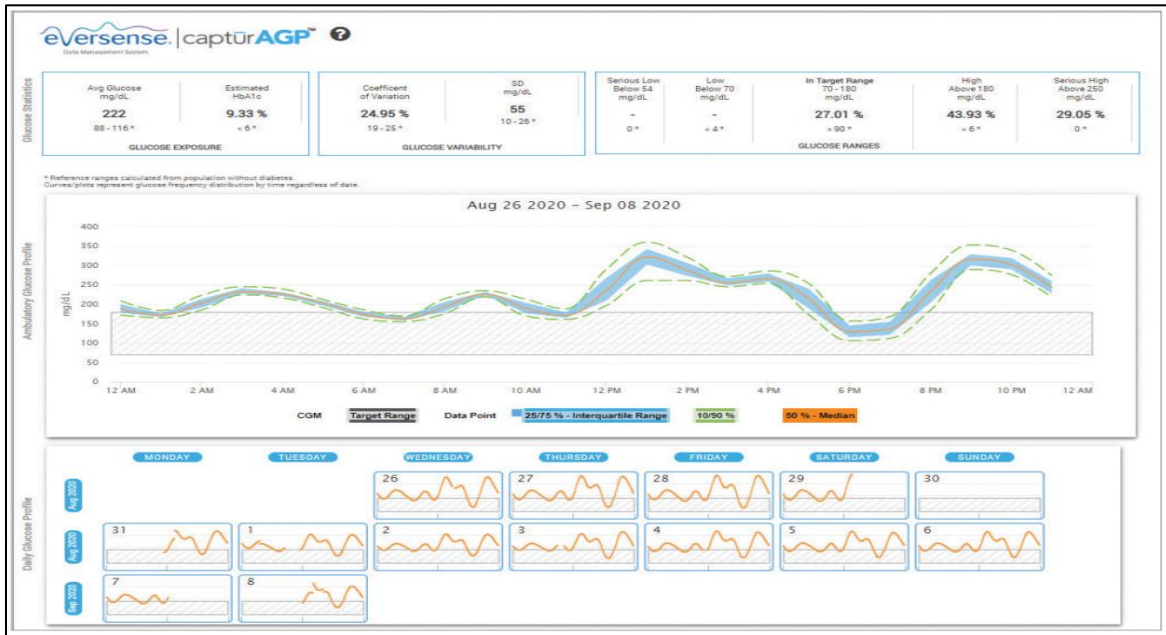 eversense. | captūrAGP™ ?
Data Management System
Glucose Statistics
Avg Glucose
mg/dL
222
88 - 116 *
Estimated
HbA1c
9.33 %
< 6 *
GLUCOSE EXPOSURE
Coefficent
of Variation
24.95 %
19 - 25 *
SD
mg/dL
55
10 - 26 *
GLUCOSE VARIABILITY
Serious Low
Below 54
mg/dL
-
0 *
Low
Below 70
mg/dL
-
< 4 *
In Target Range
70 - 180
mg/dL
27.01 %
> 90 *
High
Above 180
mg/dL
43.93 %
< 6 *
Serious High
Above 250
mg/dL
29.05 %
0 *
GLUCOSE RANGES
* Reference ranges calculated from population without diabetes.
Curves/plots represent glucose frequency distribution by time regardless of date.
Ambulatory Glucose Profile
Aug 26 2020 – Sep 08 2020
mg/dL
400
350
300
250
200
150
100
50
0
12 AM 2 AM 4 AM 6 AM 8 AM 10 AM 12 PM 2 PM 4 PM 6 PM 8 PM 10 PM 12 AM
CGM Target Range Data Point 25/75 % - Interquartile Range 10/90 % 50 % - Median
Daily Glucose Profile
MONDAY TUESDAY WEDNESDAY THURSDAY FRIDAY SATURDAY SUNDAY
Aug 2020
26 27 28 29 30
Aug 2020
31 1 2 3 4 5 6
Sep 2020
7 8